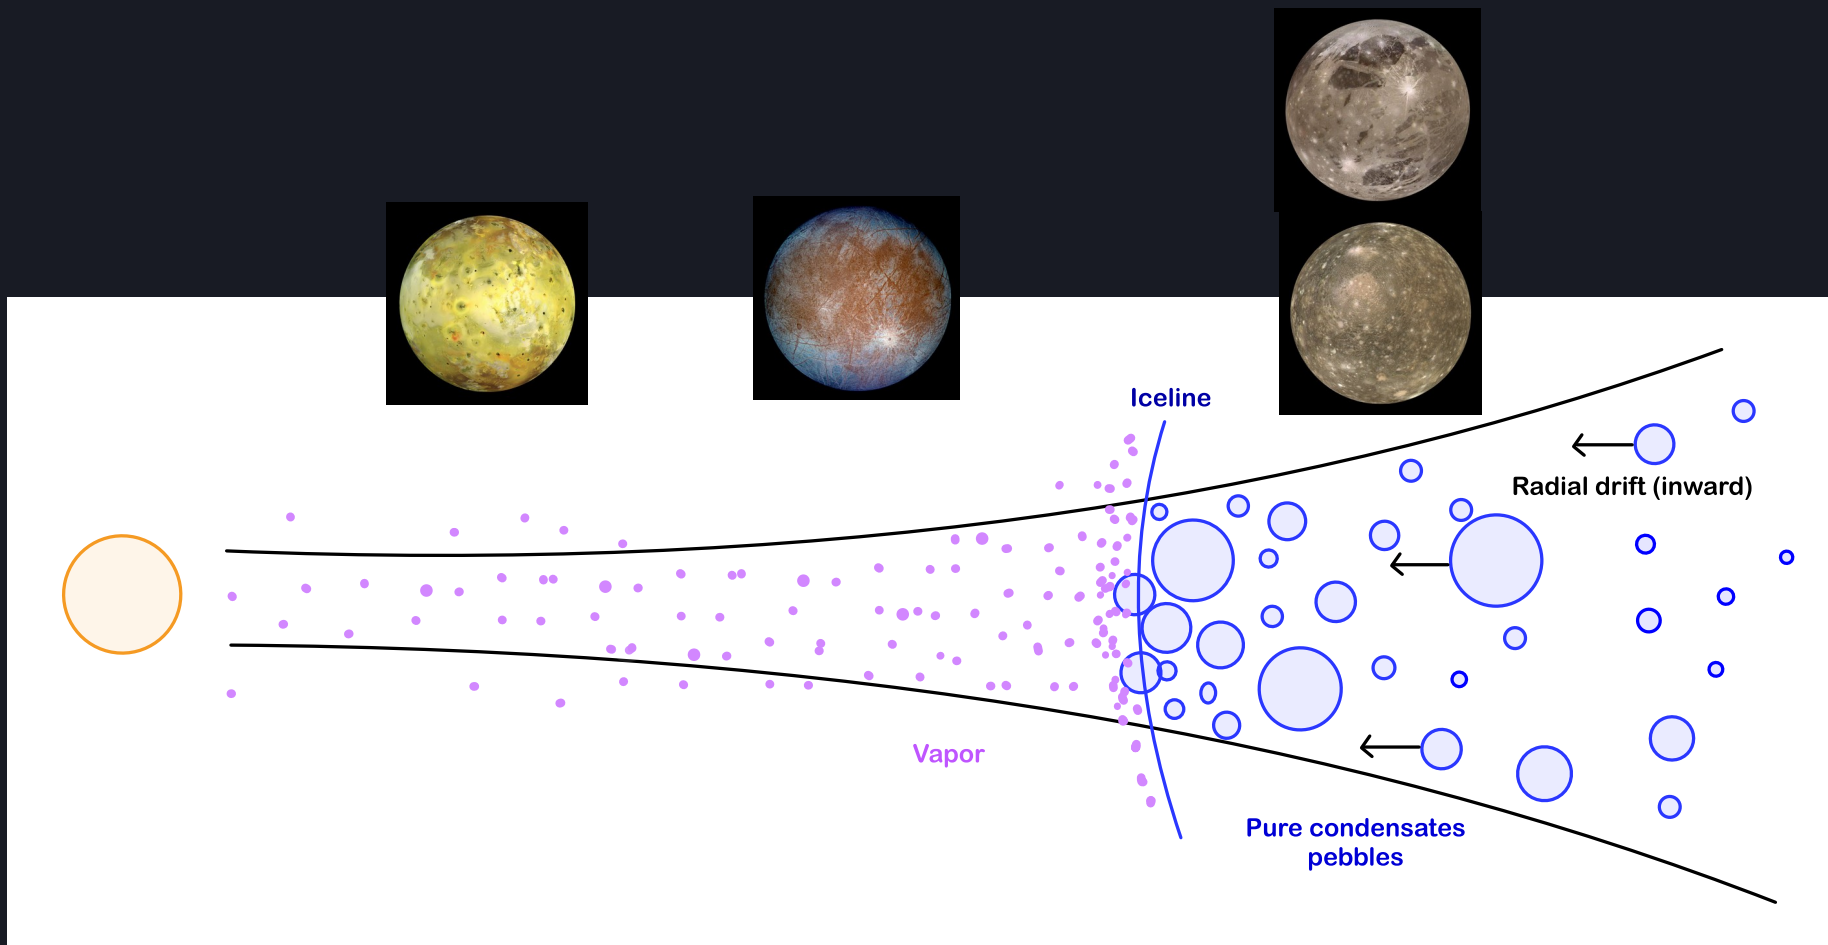 Iceline
Radial drift (inward)
Vapor
Pure condensates
pebbles